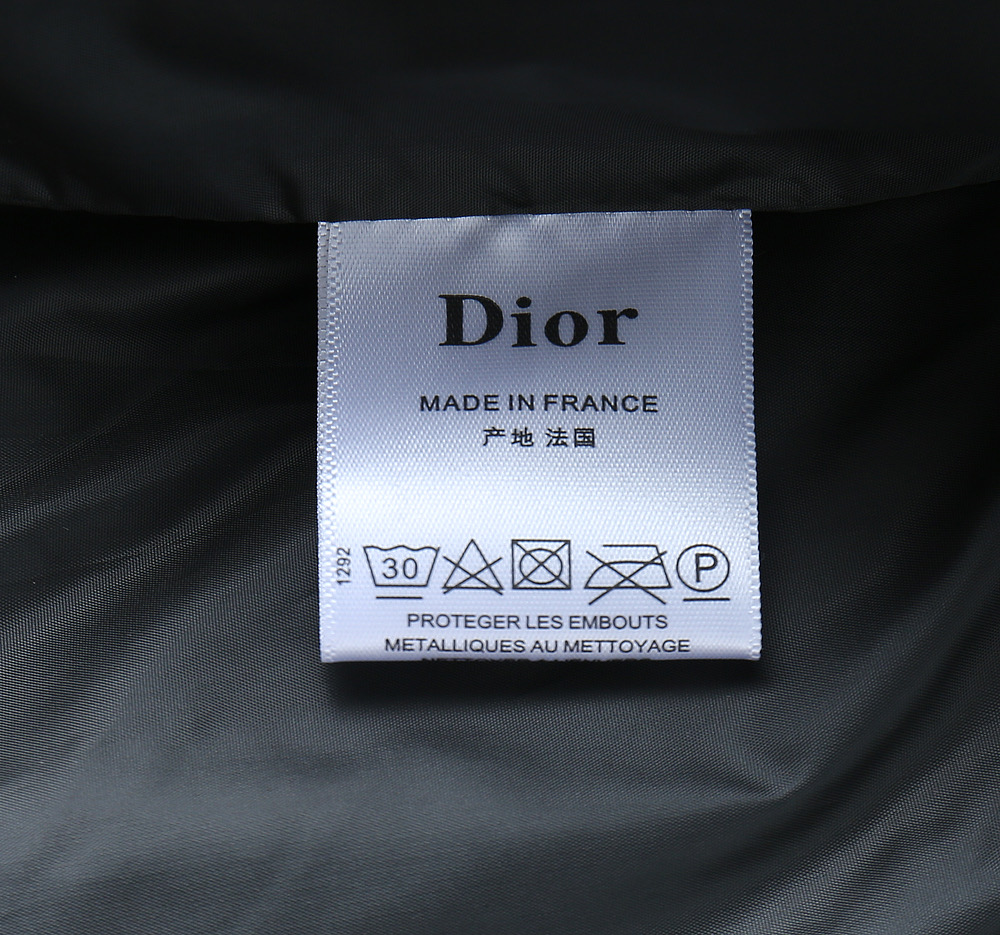 Dior
MADE IN FRANCE
产地 法国
1292
30
P
PROTEGER LES EMBOUTS
METALLIQUES AU METTOYAGE